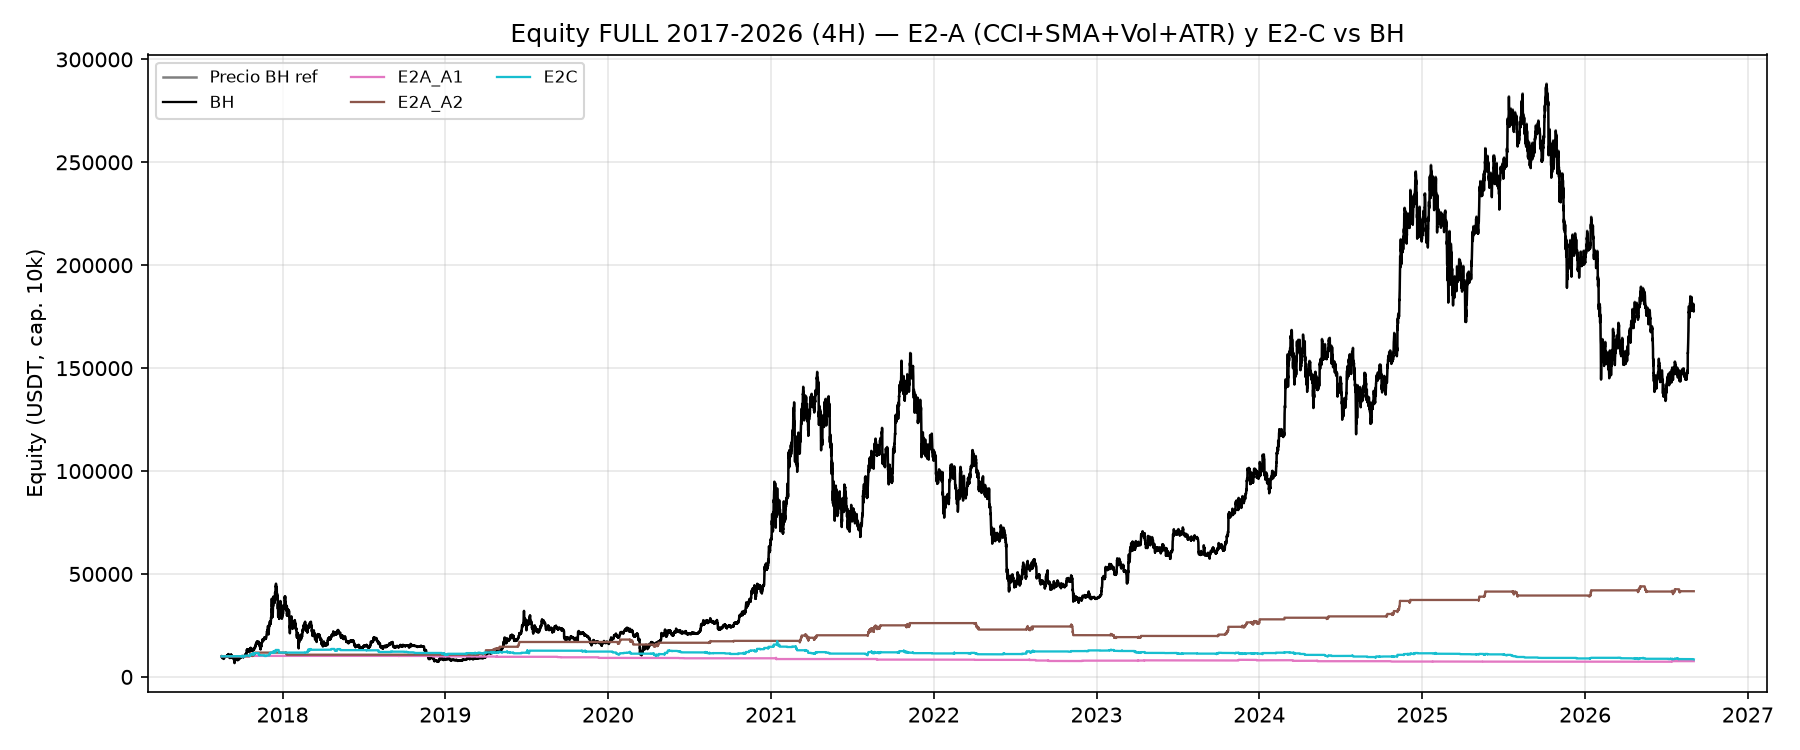 Equity FULL 2017-2026 (4H) — E2-A (CCI+SMA+Vol+ATR) y E2-C vs BH
Precio BH ref
BH
E2A_A1
E2A_A2
E2C
Equity (USDT, cap. 10k)
300000
250000
200000
150000
100000
50000
0
2018 2019 2020 2021 2022 2023 2024 2025 2026 2027